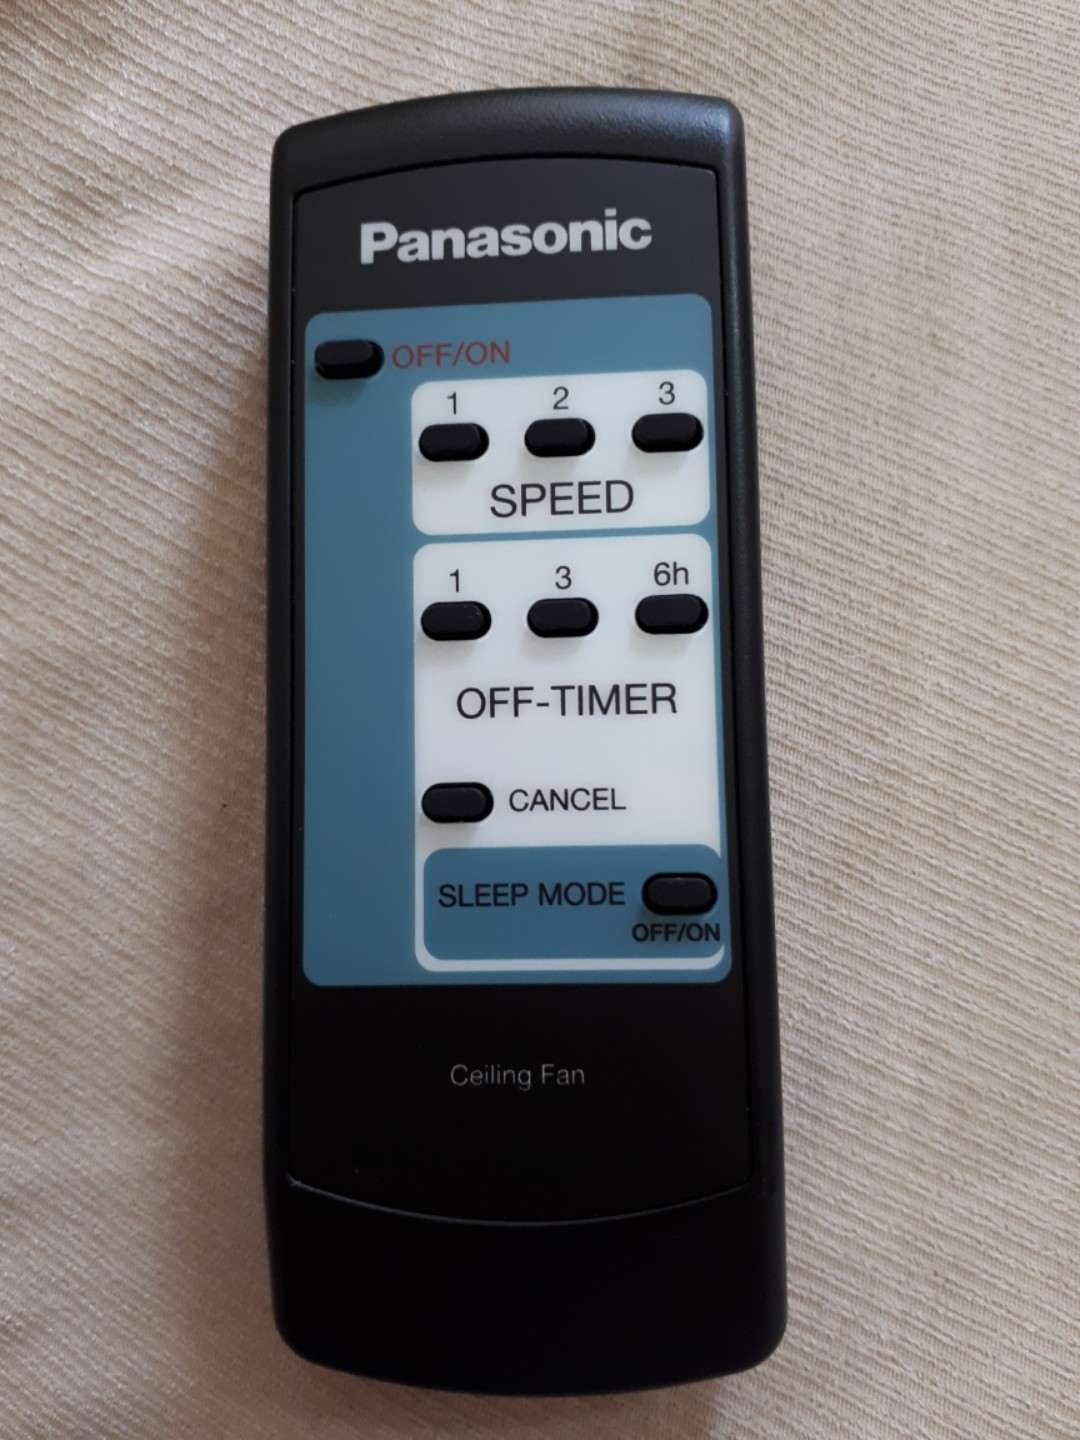 Panasonic
OFF/ON
1 2 3
SPEED
1 3 6h
OFF-TIMER
CANCEL
SLEEP MODE
OFF/ON
Ceiling Fan